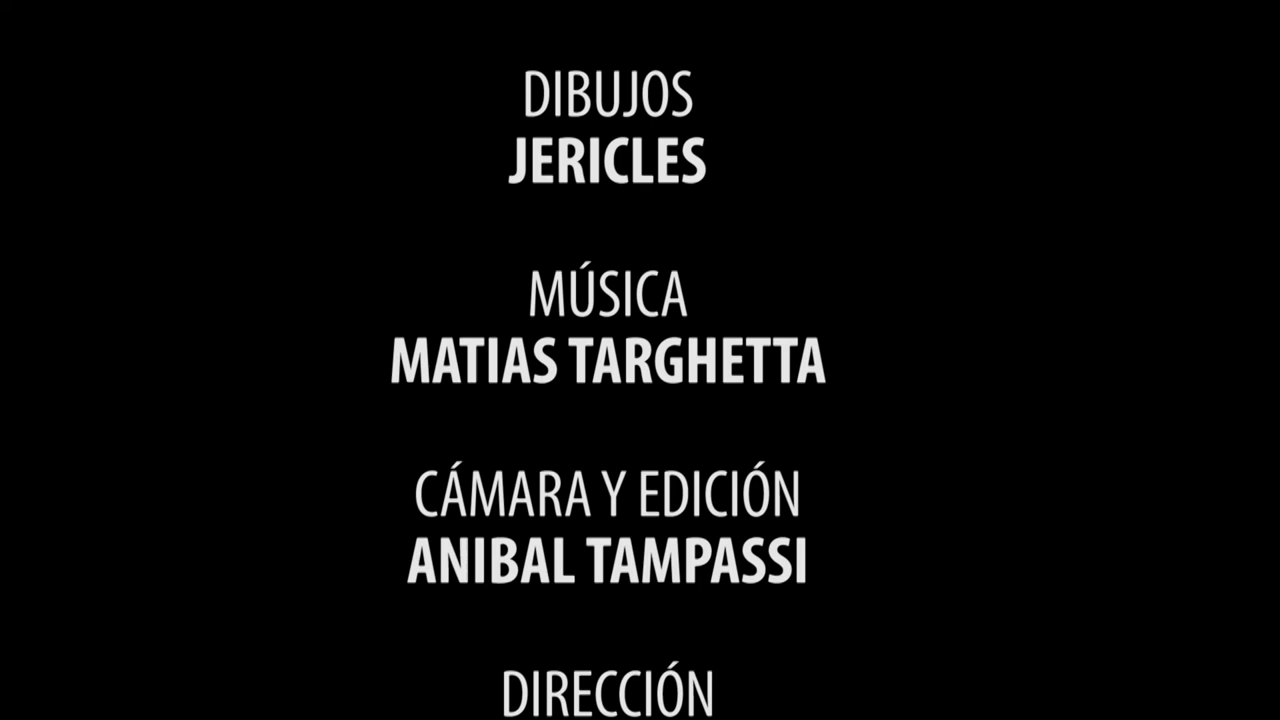 DIBUJOS
JERICLES
MÚSICA
MATIAS TARGHETTA
CÁMARA Y EDICIÓN
ANIBAL TAMPASSI
DIRECCIÓN